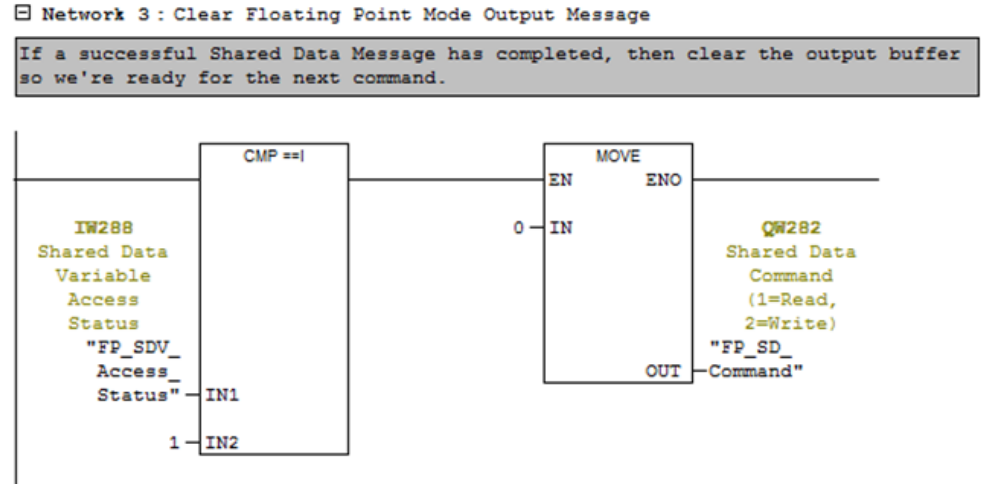 Network 3 : Clear Floating Point Mode Output Message
If a successful Shared Data Message has completed, then clear the output buffer
so we're ready for the next command.
CMP ==I
IW288
Shared Data
Variable
Access
Status
"FP_SDV_
Access_
Status"
IN1
1
IN2
MOVE
EN
ENO
0
IN
OUT
QW282
Shared Data
Command
(1=Read,
2=Write)
"FP_SD_
Command"